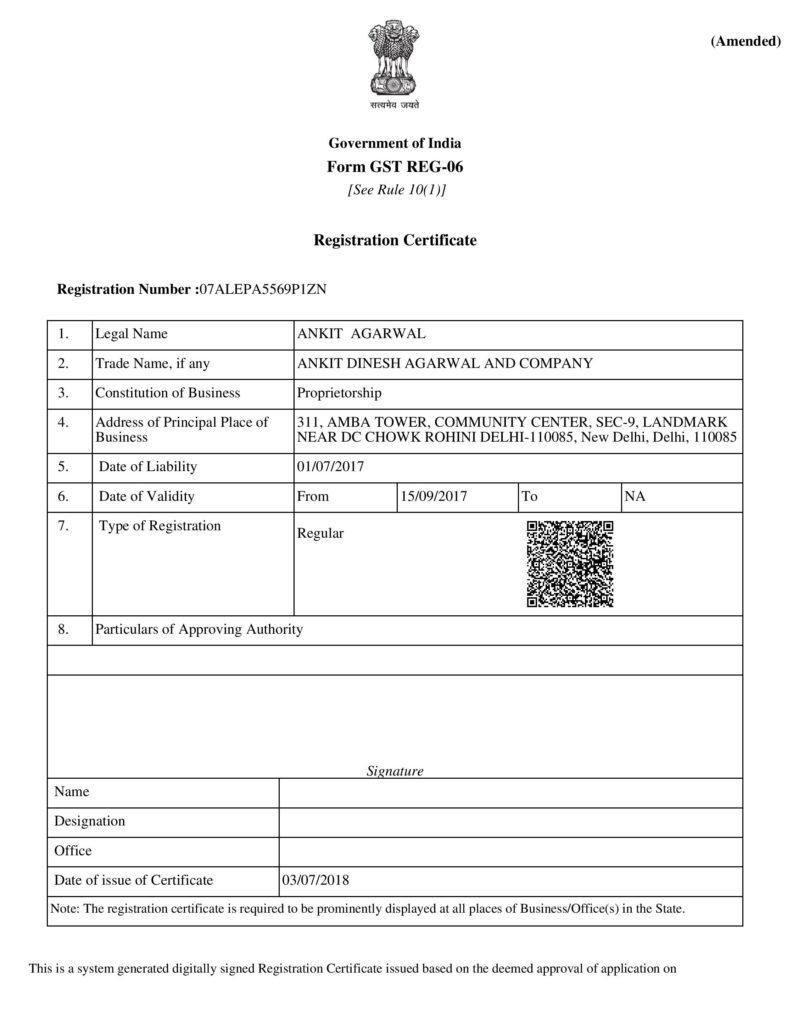 (Amended)
सत्यमेव जयते
Government of India
Form GST REG-06
[See Rule 10(1)]
Registration Certificate
Registration Number :07ALEPA5569P1ZN
1. Legal Name ANKIT AGARWAL
2. Trade Name, if any ANKIT DINESH AGARWAL AND COMPANY
3. Constitution of Business Proprietorship
4. Address of Principal Place of 311, AMBA TOWER, COMMUNITY CENTER, SEC-9, LANDMARK
Business NEAR DC CHOWK ROHINI DELHI-110085, New Delhi, Delhi, 110085
5. Date of Liability 01/07/2017
6. Date of Validity From 15/09/2017 To NA
7. Type of Registration Regular
8. Particulars of Approving Authority
Signature
Name
Designation
Office
Date of issue of Certificate 03/07/2018
Note: The registration certificate is required to be prominently displayed at all places of Business/Office(s) in the State.
This is a system generated digitally signed Registration Certificate issued based on the deemed approval of application on